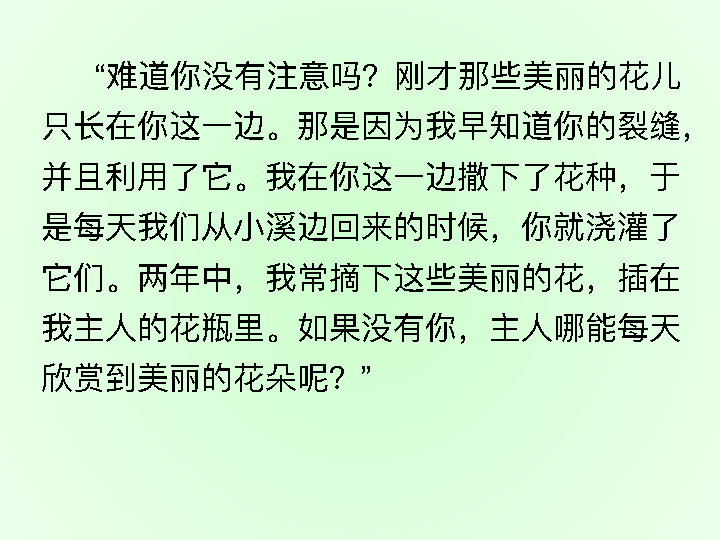 “难道你没有注意吗？刚才那些美丽的花儿
只长在你这一边。那是因为我早知道你的裂缝，
并且利用了它。我在你这一边撒下了花种，于
是每天我们从小溪边回来的时候，你就浇灌了
它们。两年中，我常摘下这些美丽的花，插在
我主人的花瓶里。如果没有你，主人哪能每天
欣赏到美丽的花朵呢？”